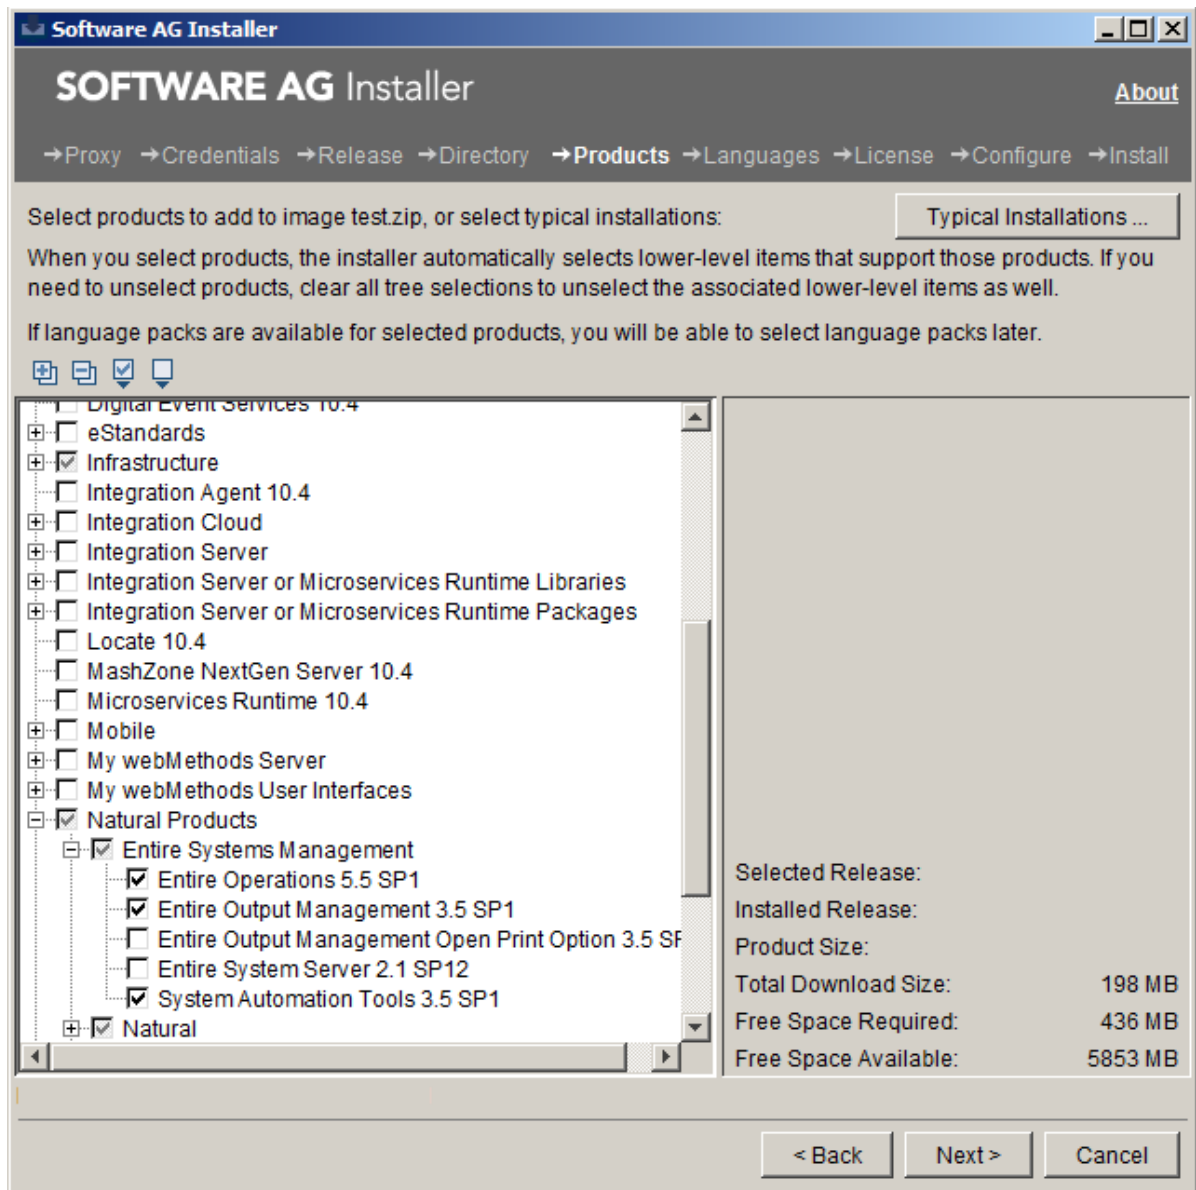 Software AG Installer
SOFTWARE AG Installer
About
→Proxy →Credentials →Release →Directory →Products →Languages →License →Configure →Install
Select products to add to image test.zip, or select typical installations:
Typical Installations ...
When you select products, the installer automatically selects lower-level items that support those products. If you
need to unselect products, clear all tree selections to unselect the associated lower-level items as well.
If language packs are available for selected products, you will be able to select language packs later.
Digital Event Services 10.4
eStandards
Infrastructure
Integration Agent 10.4
Integration Cloud
Integration Server
Integration Server or Microservices Runtime Libraries
Integration Server or Microservices Runtime Packages
Locate 10.4
MashZone NextGen Server 10.4
Microservices Runtime 10.4
Mobile
My webMethods Server
My webMethods User Interfaces
Natural Products
Entire Systems Management
Entire Operations 5.5 SP1
Entire Output Management 3.5 SP1
Entire Output Management Open Print Option 3.5 SP
Entire System Server 2.1 SP12
System Automation Tools 3.5 SP1
Natural
Selected Release:
Installed Release:
Product Size:
Total Download Size: 198 MB
Free Space Required: 436 MB
Free Space Available: 5853 MB
< Back
Next >
Cancel